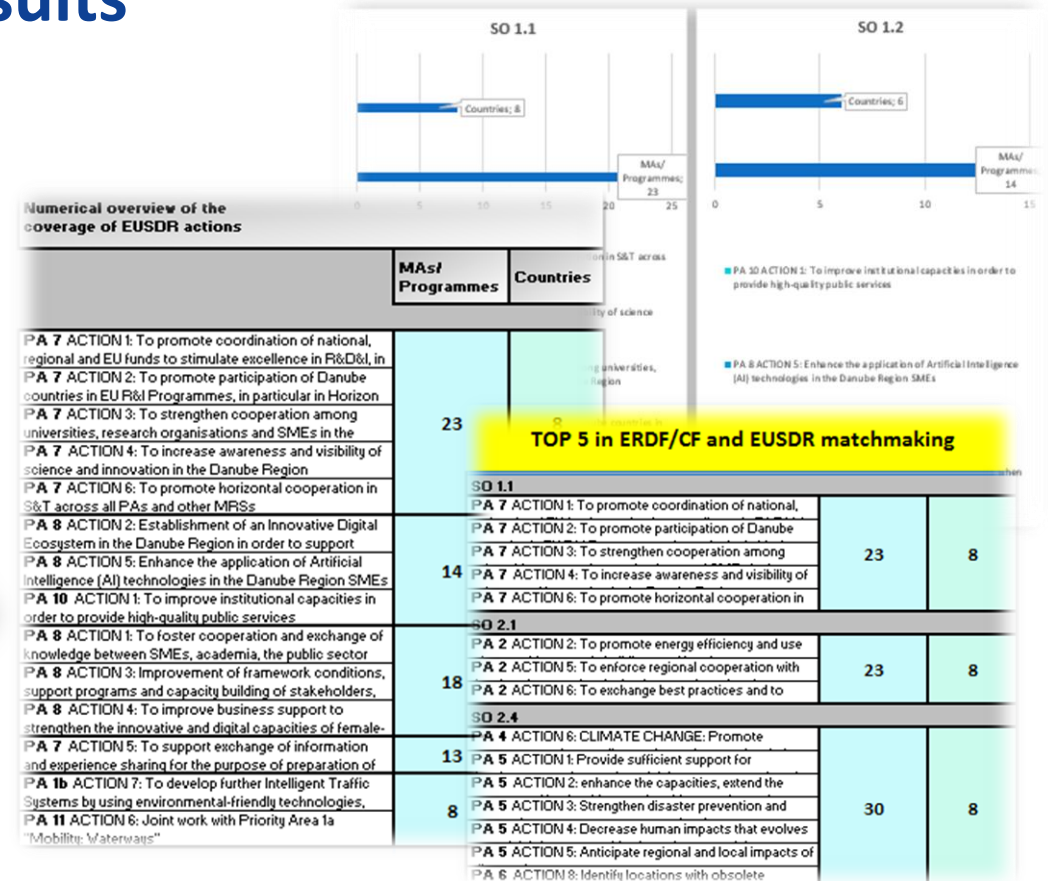 sults
SO 1.1
Countries; 8
MAs/
Programmes;
23
0 5 10 15 20 25
on in S&T across
lity of science
ng universities,
Region
SO 1.2
Countries; 6
MAs/
Programmes;
14
0 5 10 15
PA 10 ACTION 1: To improve institutional capacities in order to
provide high-quality public services
PA 8 ACTION 5: Enhance the application of Artificial Intelligence
(AI) technologies in the Danube Region SMEs
when
Numerical overview of the
coverage of EUSDR actions
MAs/
Programmes
Countries
PA 7 ACTION 1: To promote coordination of national,
regional and EU funds to stimulate excellence in R&D&I, in
PA 7 ACTION 2: To promote participation of Danube
countries in EU R&I Programmes, in particular in Horizon
PA 7 ACTION 3: To strengthen cooperation among
universities, research organisations and SMEs in the
PA 7 ACTION 4: To increase awareness and visibility of
science and innovation in the Danube Region
PA 7 ACTION 6: To promote horizontal cooperation in
S&T across all PAs and other MRSs
23
8
PA 8 ACTION 2: Establishment of an Innovative Digital
Ecosystem in the Danube Region in order to support
PA 8 ACTION 5: Enhance the application of Artificial
Intelligence (AI) technologies in the Danube Region SMEs
PA 10 ACTION 1: To improve institutional capacities in
order to provide high-quality public services
14
PA 8 ACTION 1: To foster cooperation and exchange of
knowledge between SMEs, academia, the public sector
PA 8 ACTION 3: Improvement of framework conditions,
support programs and capacity building of stakeholders,
PA 8 ACTION 4: To improve business support to
strengthen the innovative and digital capacities of female-
18
PA 7 ACTION 5: To support exchange of information
and experience sharing for the purpose of preparation of
13
PA 1b ACTION 7: To develop further Intelligent Traffic
Systems by using environmental-friendly technologies,
PA 11 ACTION 6: Joint work with Priority Area 1a
"Mobility: Waterways"
8
TOP 5 in ERDF/CF and EUSDR matchmaking
SO 1.1
PA 7 ACTION 1: To promote coordination of national,
PA 7 ACTION 2: To promote participation of Danube
PA 7 ACTION 3: To strengthen cooperation among
PA 7 ACTION 4: To increase awareness and visibility of
PA 7 ACTION 6: To promote horizontal cooperation in
23 8
SO 2.1
PA 2 ACTION 2: To promote energy efficiency and use
PA 2 ACTION 5: To enforce regional cooperation with
PA 2 ACTION 6: To exchange best practices and to
23 8
SO 2.4
PA 4 ACTION 6: CLIMATE CHANGE: Promote
PA 5 ACTION 1: Provide sufficient support for
PA 5 ACTION 2: enhance the capacities, extend the
PA 5 ACTION 3: Strengthen disaster prevention and
PA 5 ACTION 4: Decrease human impacts that evolves
PA 5 ACTION 5: Anticipate regional and local impacts of
PA 6 ACTION 8: Identify locations with obsolete
30 8